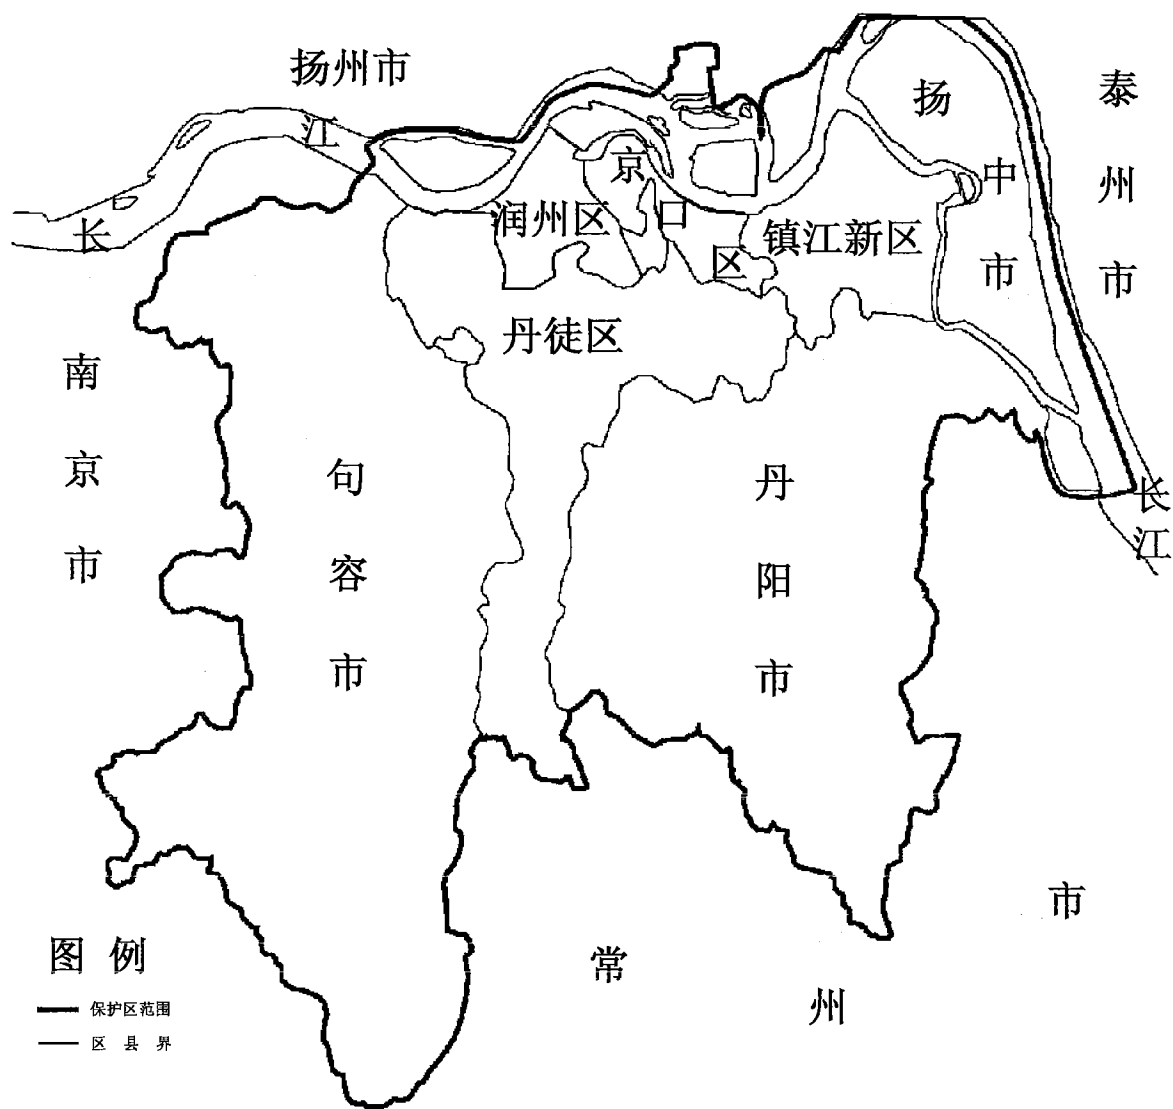 扬州市
泰州市
扬中市
长江
京口区
润州区
镇江新区
丹徒区
南京市
句容市
丹阳市
长江
常州市
图例
保护区范围
区县界